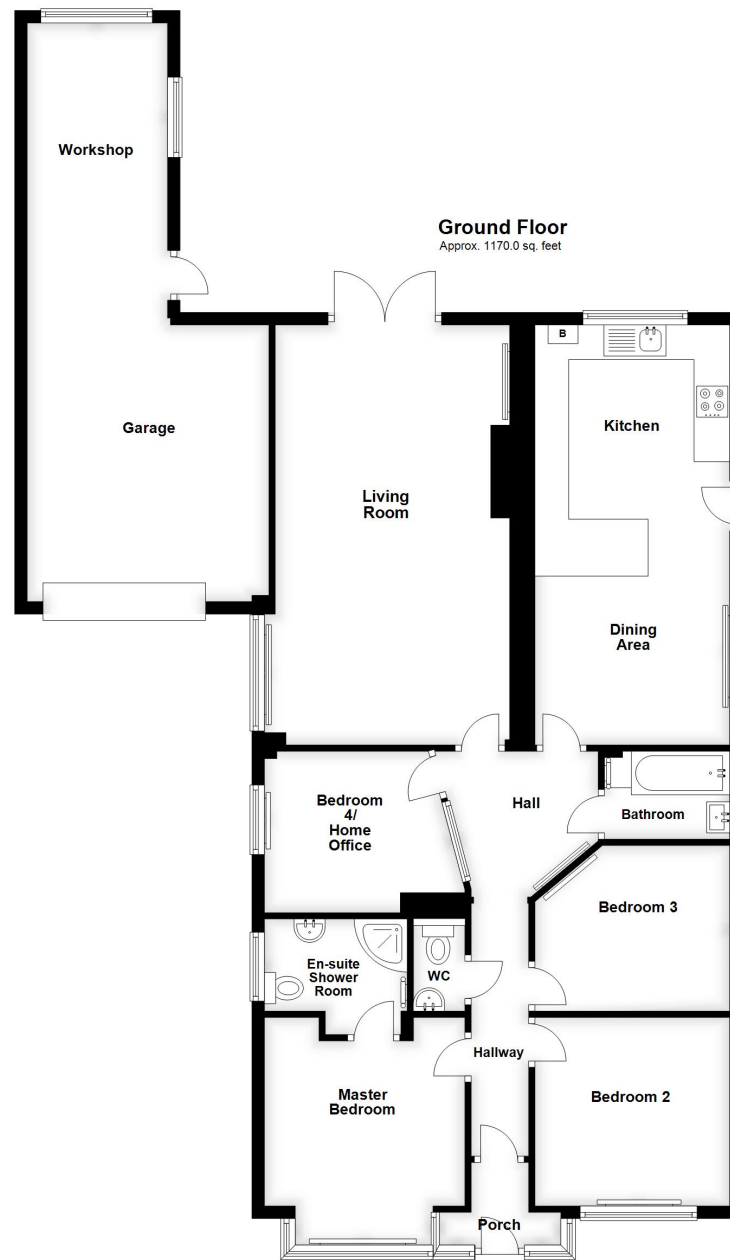 Workshop
Ground Floor
Approx. 1170.0 sq. feet
B
Kitchen
Garage
Living
Room
Dining
Area
Bedroom
4/
Home
Office
Hall
Bathroom
Bedroom 3
En-suite
Shower
Room
WC
Hallway
Master
Bedroom
Bedroom 2
Porch